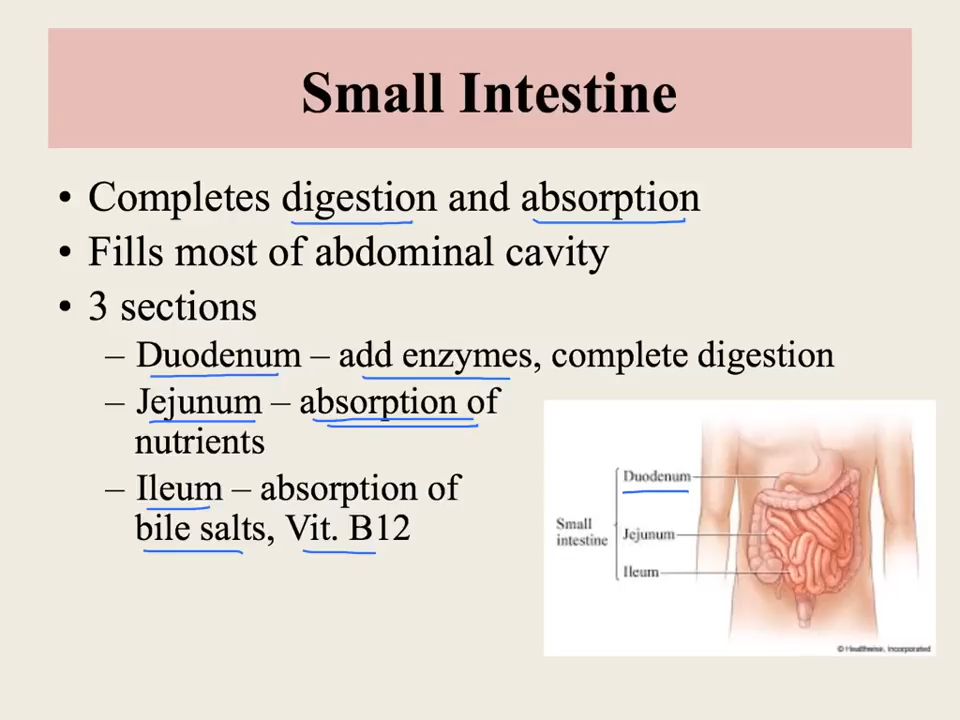 Small Intestine
• Completes digestion and absorption
• Fills most of abdominal cavity
• 3 sections
– Duodenum – add enzymes, complete digestion
– Jejunum – absorption of
nutrients
– Ileum – absorption of
bile salts, Vit. B12
Duodenum
Small
intestine
Jejunum
Ileum
© Healthwise, Incorporated